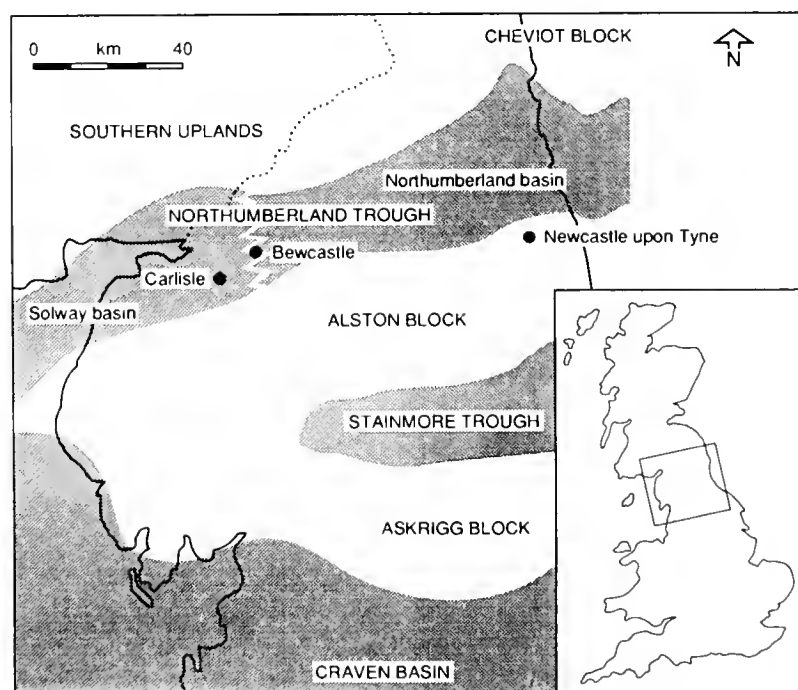 CHEVIOT BLOCK
0 km 40
N
SOUTHERN UPLANDS
Northumberland basin
NORTHUMBERLAND TROUGH
Newcastle upon Tyne
Bewcastle
Carlisle
Solway basin
ALSTON BLOCK
STAINMORE TROUGH
ASKRIGG BLOCK
CRAVEN BASIN